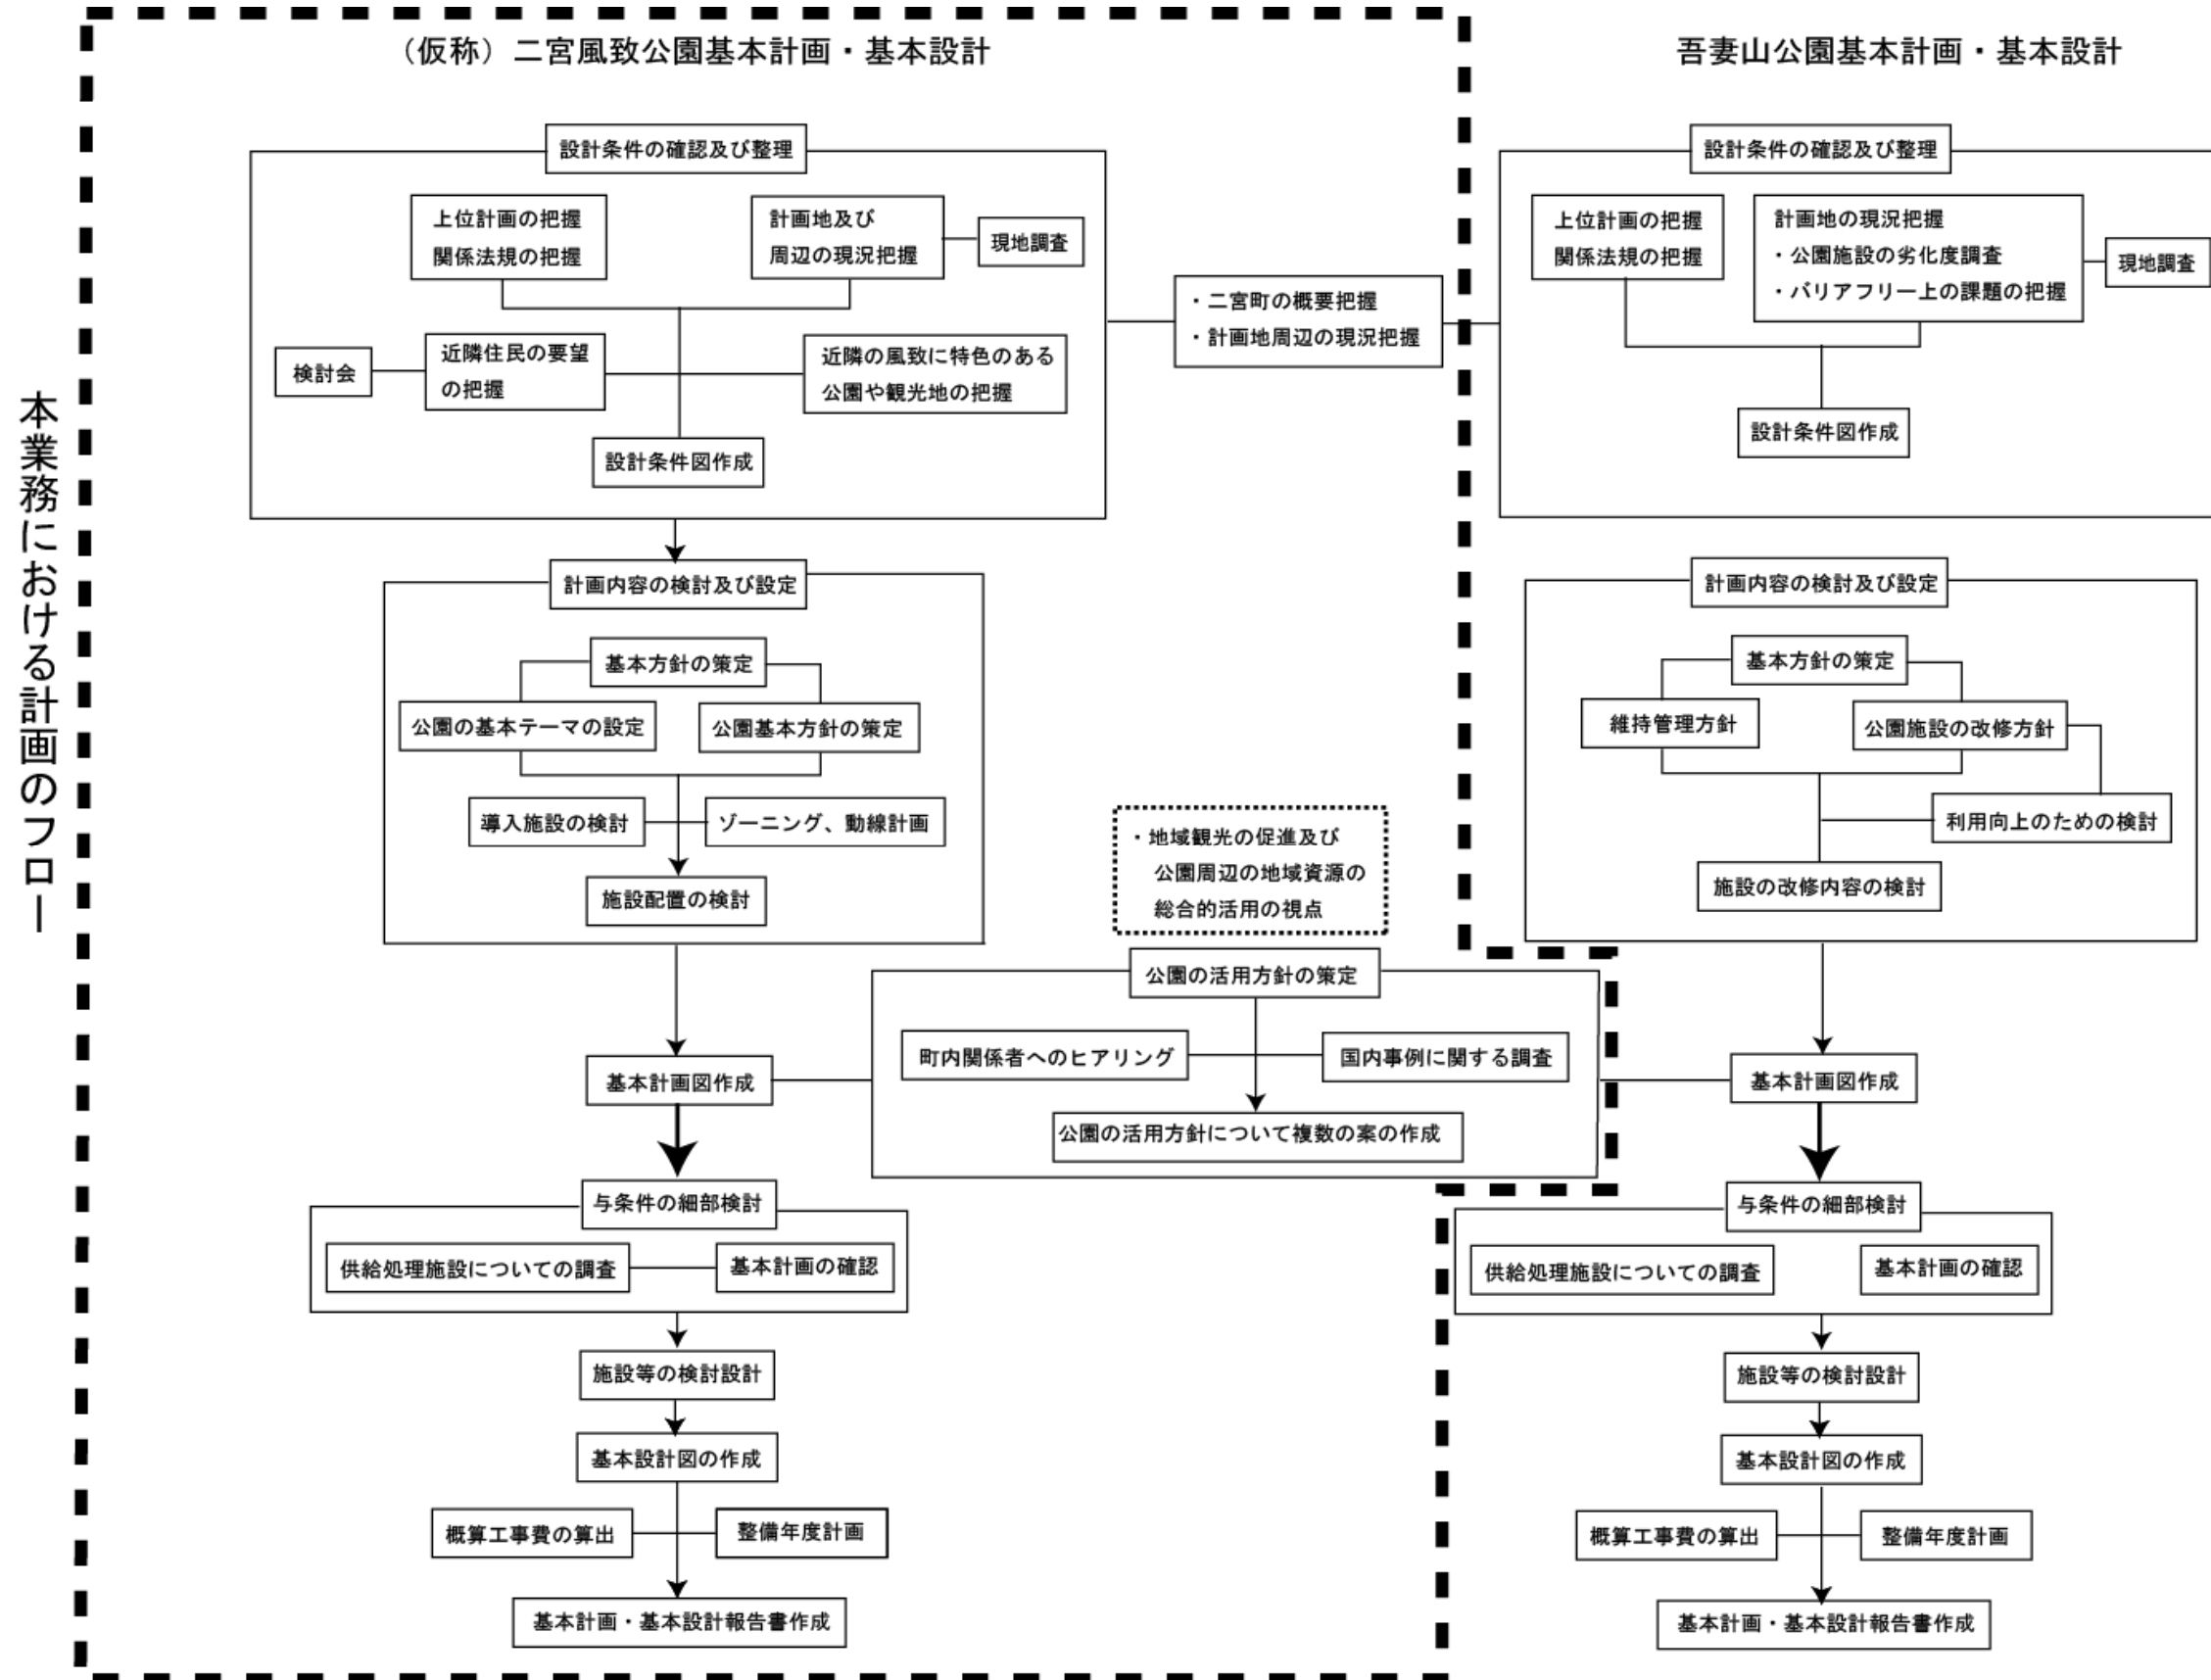 本業務における計画のフロー
（仮称）二宮風致公園基本計画・基本設計
設計条件の確認及び整理
上位計画の把握
関係法規の把握
計画地及び
周辺の現況把握
現地調査
検討会
近隣住民の要望
の把握
近隣の風致に特色のある
公園や観光地の把握
設計条件図作成
計画内容の検討及び設定
基本方針の策定
公園の基本テーマの設定
公園基本方針の策定
導入施設の検討
ゾーニング、動線計画
施設配置の検討
基本計画図作成
与条件の細部検討
供給処理施設についての調査
基本計画の確認
施設等の検討設計
基本設計図の作成
概算工事費の算出
整備年度計画
基本計画・基本設計報告書作成
・二宮町の概要把握
・計画地周辺の現況把握
・地域観光の促進及び
公園周辺の地域資源の
総合的活用の視点
公園の活用方針の策定
町内関係者へのヒアリング
国内事例に関する調査
公園の活用方針について複数の案の作成
吾妻山公園基本計画・基本設計
設計条件の確認及び整理
上位計画の把握
関係法規の把握
計画地の現況把握
・公園施設の劣化度調査
・バリアフリー上の課題の把握
現地調査
設計条件図作成
計画内容の検討及び設定
基本方針の策定
維持管理方針
公園施設の改修方針
利用向上のための検討
施設の改修内容の検討
基本計画図作成
与条件の細部検討
供給処理施設についての調査
基本計画の確認
施設等の検討設計
基本設計図の作成
概算工事費の算出
整備年度計画
基本計画・基本設計報告書作成